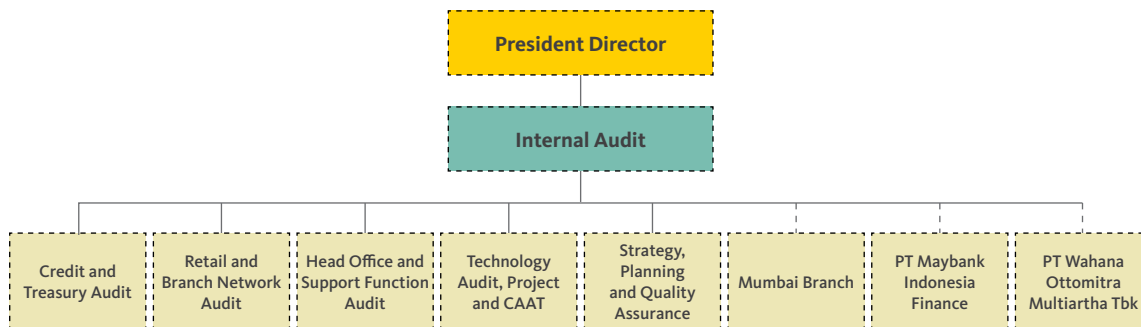 President Director
Internal Audit
Credit and
Treasury Audit
Retail and
Branch Network
Audit
Head Office and
Support Function
Audit
Technology
Audit, Project
and CAAT
Strategy,
Planning
and Quality
Assurance
Mumbai Branch
PT Maybank
Indonesia
Finance
PT Wahana
Ottomitra
Multiartha Tbk